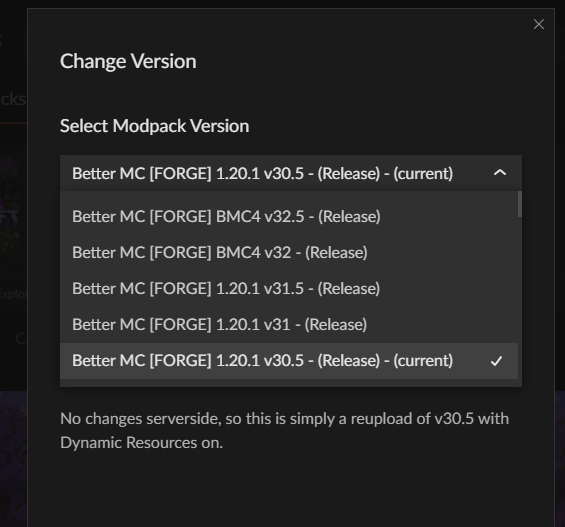 Change Version
Select Modpack Version
Better MC [FORGE] 1.20.1 v30.5 - (Release) - (current)
Better MC [FORGE] BMC4 v32.5 - (Release)
Better MC [FORGE] BMC4 v32 - (Release)
Better MC [FORGE] 1.20.1 v31.5 - (Release)
Better MC [FORGE] 1.20.1 v31 - (Release)
Better MC [FORGE] 1.20.1 v30.5 - (Release) - (current)
No changes serverside, so this is simply a reupload of v30.5 with
Dynamic Resources on.